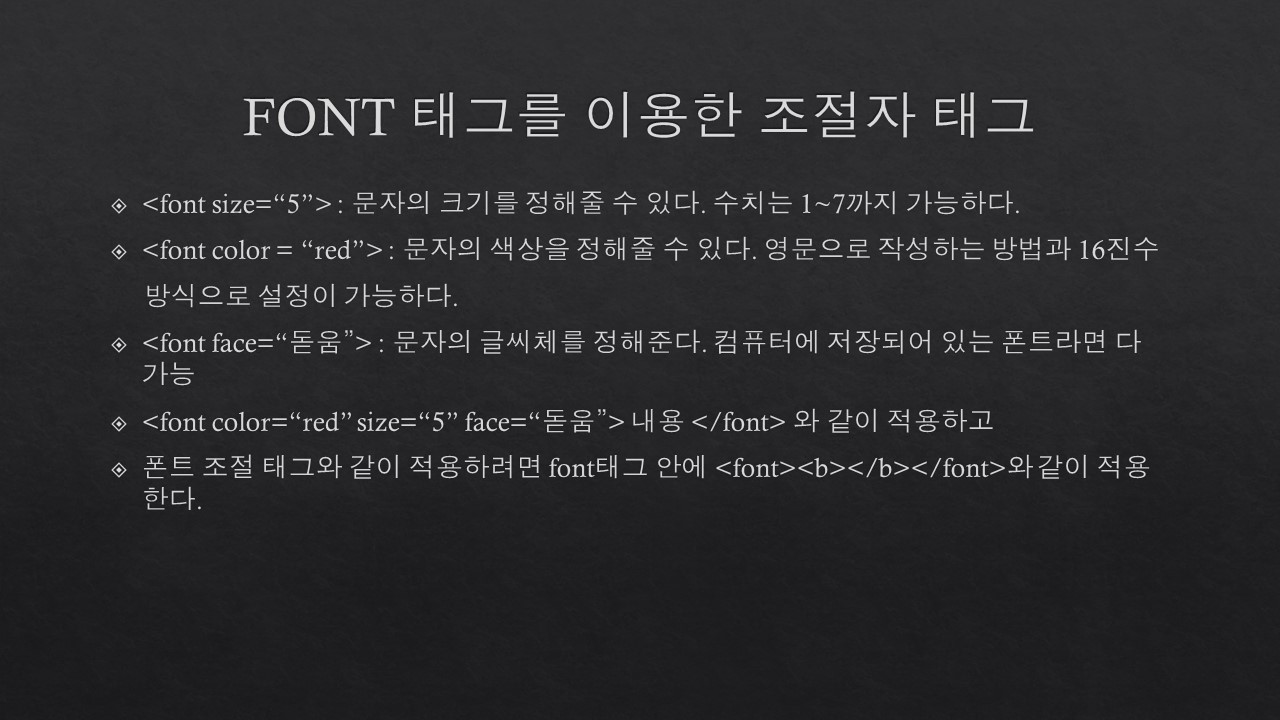 FONT 태그를 이용한 조절자 태그
<font size=“5”> : 문자의 크기를 정해줄 수 있다. 수치는 1~7까지 가능하다.
<font color = “red”> : 문자의 색상을 정해줄 수 있다. 영문으로 작성하는 방법과 16진수
방식으로 설정이 가능하다.
<font face=“돋움”> : 문자의 글씨체를 정해준다. 컴퓨터에 저장되어 있는 폰트라면 다
가능
<font color=“red” size=“5” face=“돋움”> 내용 </font> 와 같이 적용하고
폰트 조절 태그와 같이 적용하려면 font태그 안에 <font><b></b></font>와 같이 적용
한다.